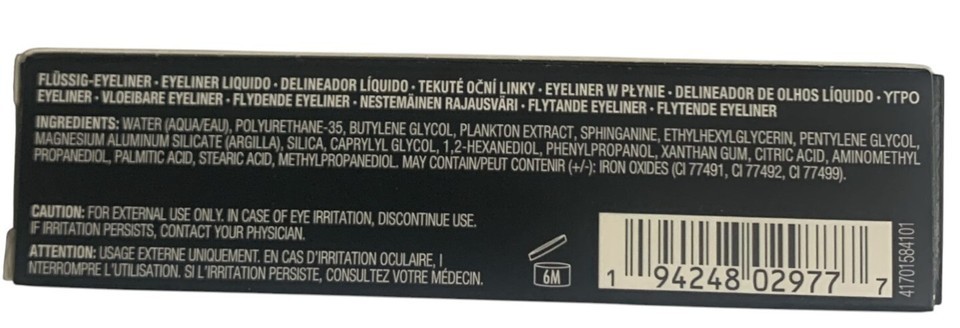 FLÜSSIG-EYELINER · EYELINER LIQUIDO · DELINEADOR LÍQUIDO · TEKUTÉ OČNÍ LINKY · EYELINER W PŁYNIE · DELINEADOR DE OLHOS LÍQUIDO · ΥΓΡΟ
EYELINER · VLOEIBARE EYELINER · FLYDENDE EYELINER · NESTEMÄINEN RAJAUSVÄRI · FLYTANDE EYELINER · FLYTENDE EYELINER
INGREDIENTS: WATER (AQUA/EAU), POLYURETHANE-35, BUTYLENE GLYCOL, PLANKTON EXTRACT, SPHINGANINE, ETHYLHEXYLGLYCERIN, PENTYLENE GLYCOL,
MAGNESIUM ALUMINUM SILICATE (ARGILLA), SILICA, CAPRYLYL GLYCOL, 1,2-HEXANEDIOL, PHENYLPROPANOL, XANTHAN GUM, CITRIC ACID, AMINOMETHYL
PROPANEDIOL, PALMITIC ACID, STEARIC ACID, METHYLPROPANEDIOL. MAY CONTAIN/PEUT CONTENIR (+/-): IRON OXIDES (CI 77491, CI 77492, CI 77499).
CAUTION: FOR EXTERNAL USE ONLY. IN CASE OF EYE IRRITATION, DISCONTINUE USE.
IF IRRITATION PERSISTS, CONTACT YOUR PHYSICIAN.
ATTENTION: USAGE EXTERNE UNIQUEMENT. EN CAS D'IRRITATION OCULAIRE, I
NTERROMPRE L'UTILISATION. SI L'IRRITATION PERSISTE, CONSULTEZ VOTRE MÉDECIN.
6M
1 94248 02977 7
41701584101